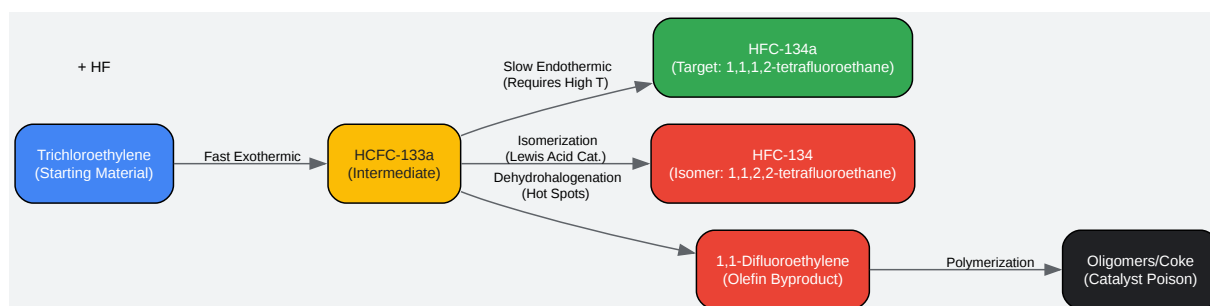 + HF
Trichloroethylene
(Starting Material)
Fast Exothermic
HCFC-133a
(Intermediate)
Slow Endothermic
(Requires High T)
HFC-134a
(Target: 1,1,1,2-tetrafluoroethane)
Isomerization
(Lewis Acid Cat.)
HFC-134
(Isomer: 1,1,2,2-tetrafluoroethane)
Dehydrohalogenation
(Hot Spots)
1,1-Difluoroethylene
(Olefin Byproduct)
Polymerization
Oligomers/Coke
(Catalyst Poison)